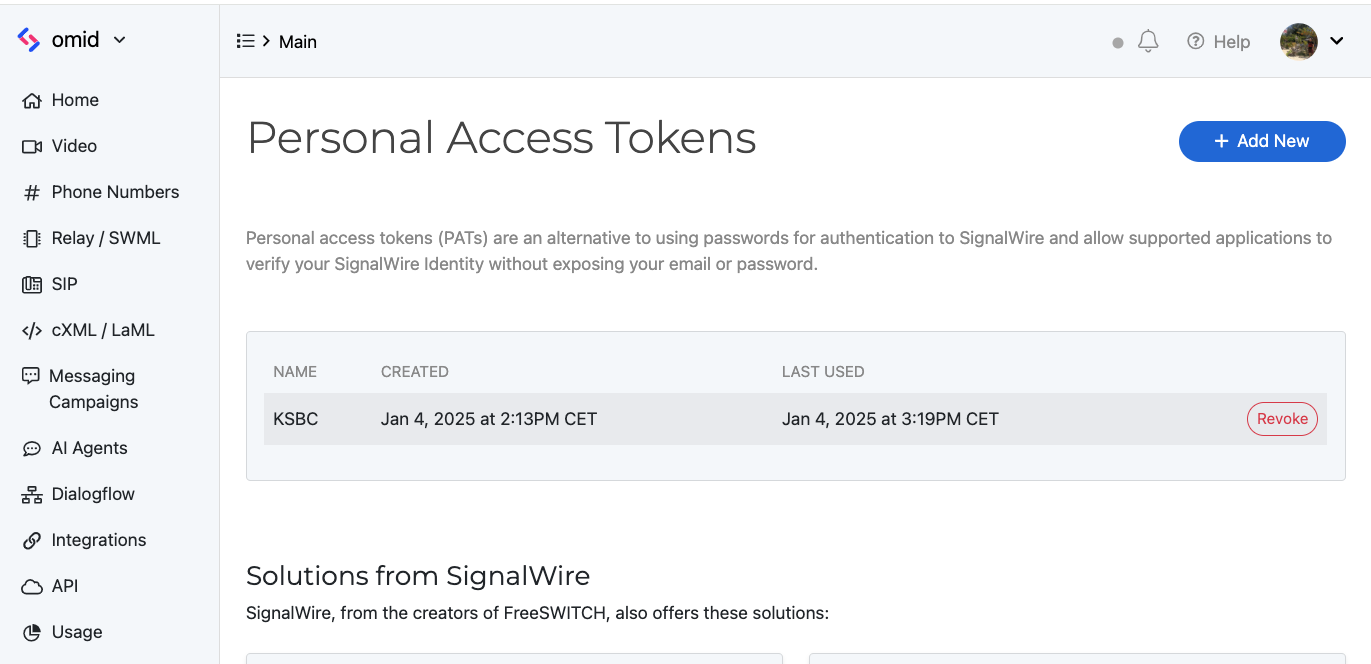 omid
Home
Video
Phone Numbers
Relay / SWML
SIP
cXML / LaML
Messaging
Campaigns
AI Agents
Dialogflow
Integrations
API
Usage
Main
Help
Personal Access Tokens
+ Add New
Personal access tokens (PATs) are an alternative to using passwords for authentication to SignalWire and allow supported applications to
verify your SignalWire Identity without exposing your email or password.
NAME CREATED LAST USED
KSBC Jan 4, 2025 at 2:13PM CET Jan 4, 2025 at 3:19PM CET Revoke
Solutions from SignalWire
SignalWire, from the creators of FreeSWITCH, also offers these solutions: